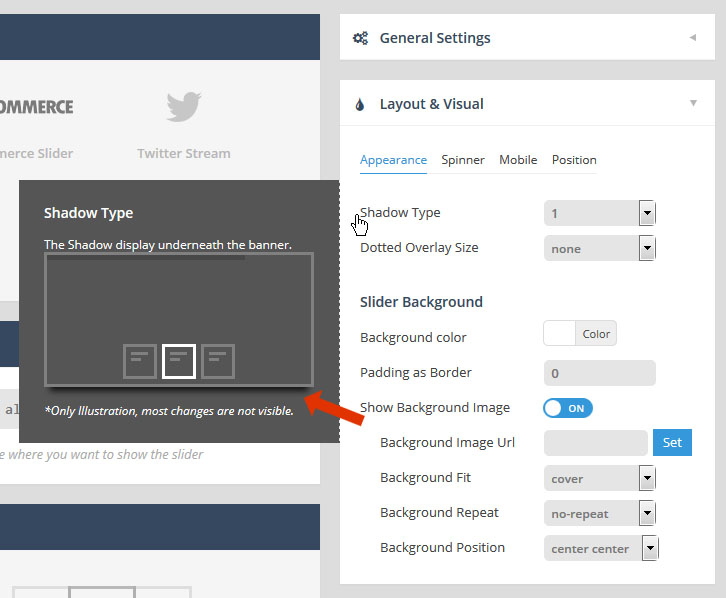 General Settings
OMMERCE
Layout & Visual
nerce Slider
Twitter Stream
Appearance
Spinner
Mobile
Position
Shadow Type
The Shadow display underneath the banner.
*Only Illustration, most changes are not visible.
Shadow Type
1
Dotted Overlay Size
none
Slider Background
Background color
Color
Padding as Border
0
Show Background Image
ON
Background Image Url
Set
Background Fit
cover
Background Repeat
no-repeat
Background Position
center center
al
e where you want to show the slider